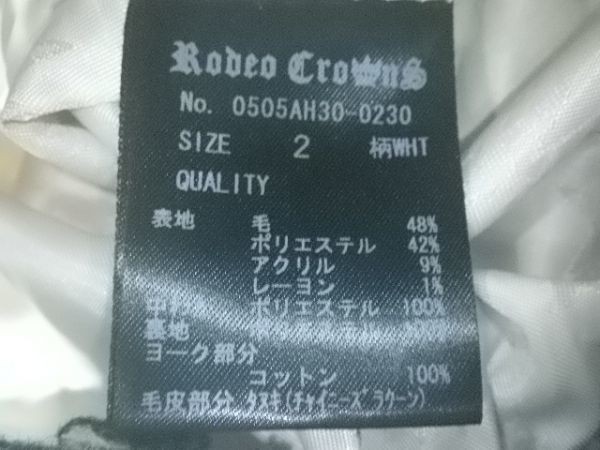 Rodeo Crowns
No. 0505AH30-0230
SIZE 2 柄WHT
QUALITY
表地 毛 48%
ポリエステル 42%
アクリル 9%
レーヨン 1%
ポリエステル 100%
裏地 100%
ヨーク部分
コットン 100%
毛皮部分 タヌキ(チャイニーズラクーン)